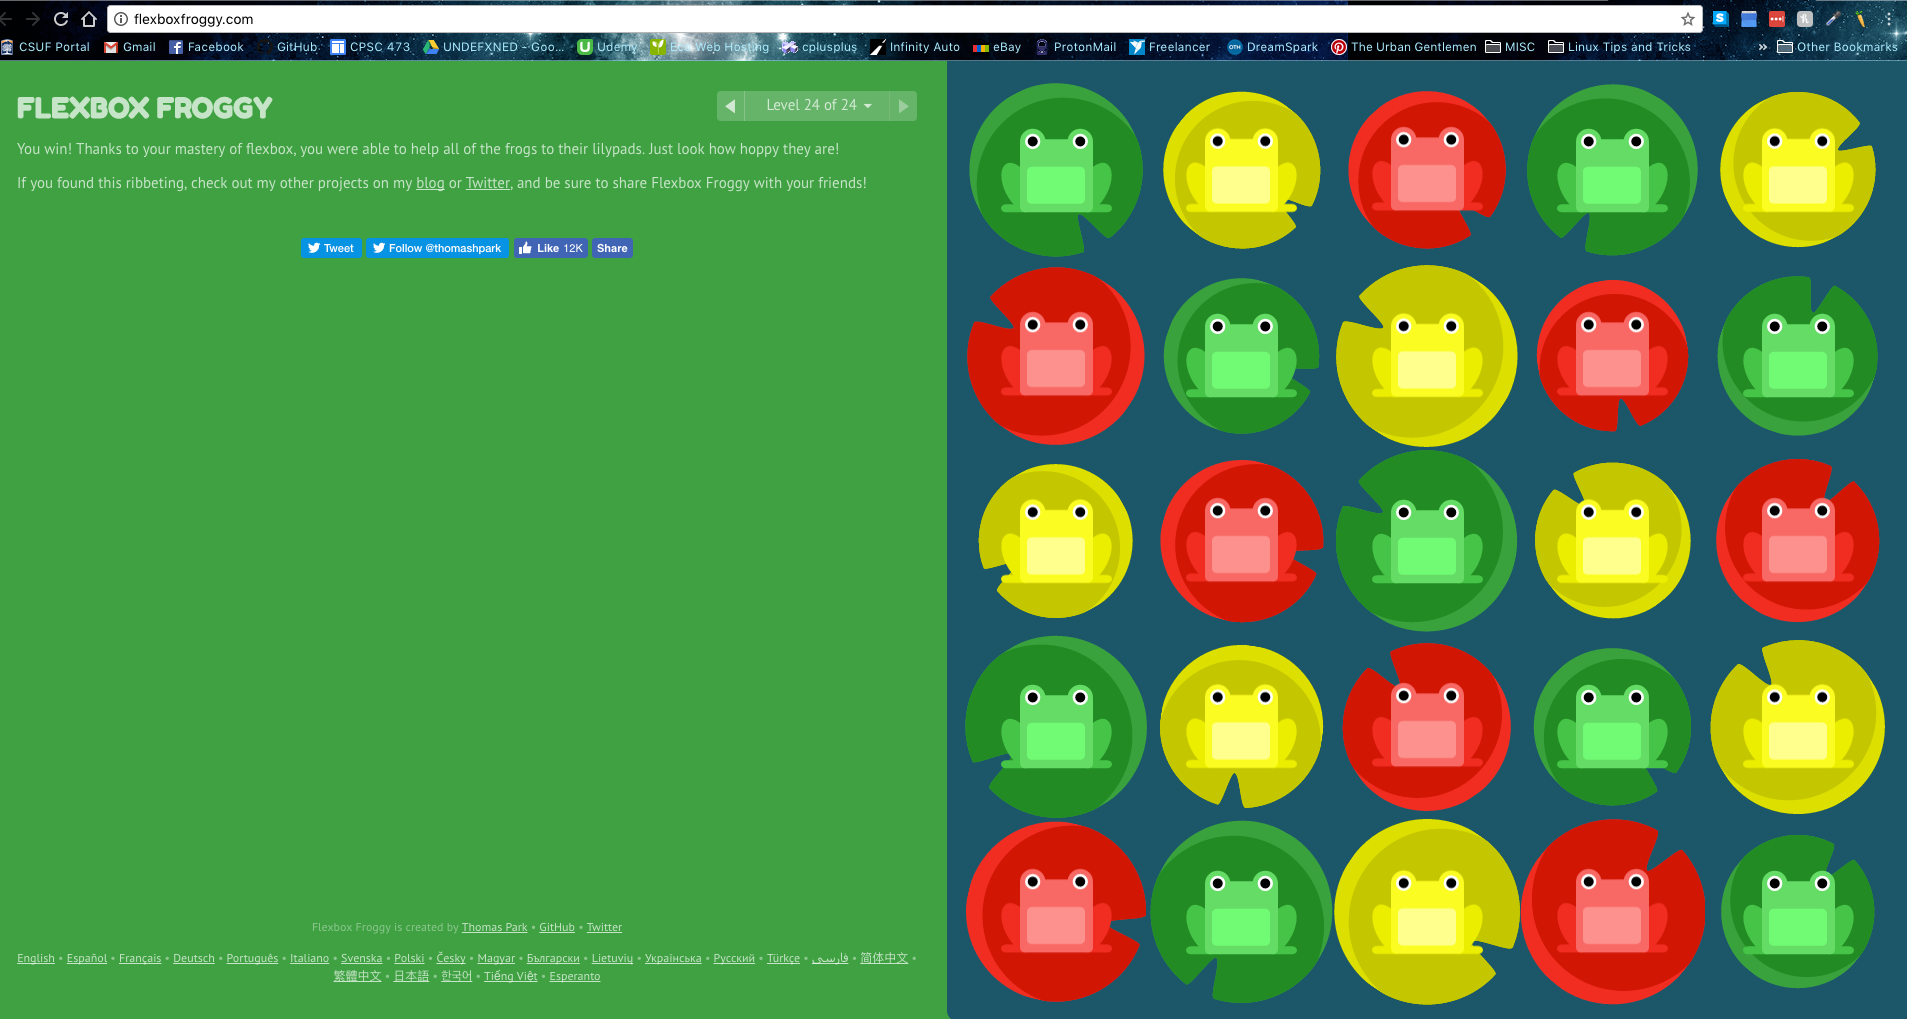 flexboxfroggy.com
CSUF Portal Gmail Facebook GitHub CPSC 473 UNDEFXNED - Goo... Udemy Eco Web Hosting cplusplus Infinity Auto eBay ProtonMail Freelancer DreamSpark The Urban Gentlemen MISC Linux Tips and Tricks » Other Bookmarks
FLEXBOX FROGGY
Level 24 of 24
You win! Thanks to your mastery of flexbox, you were able to help all of the frogs to their lilypads. Just look how hoppy they are!
If you found this ribbeting, check out my other projects on my blog or Twitter, and be sure to share Flexbox Froggy with your friends!
Tweet Follow @thomashpark Like 12K Share
Flexbox Froggy is created by Thomas Park • GitHub • Twitter
English • Español • Français • Deutsch • Português • Italiano • Svenska • Polski • Česky • Magyar • Български • Lietuvių • Українська • Русский • Türkçe • فارسی • 简体中文 •
繁體中文 • 日本語 • 한국어 • Tiếng Việt • Esperanto